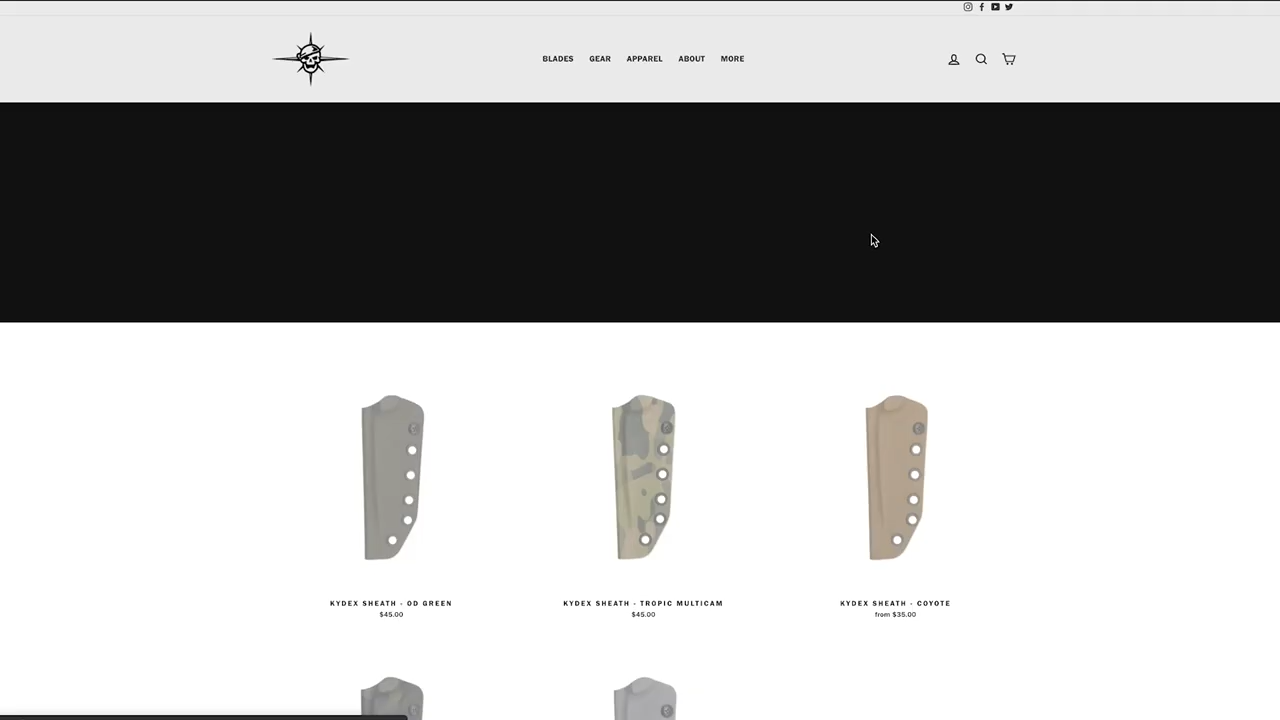 BLADES GEAR APPAREL ABOUT MORE
KYDEX SHEATH - OD GREEN
$45.00
KYDEX SHEATH - TROPIC MULTICAM
$45.00
KYDEX SHEATH - COYOTE
from $35.00